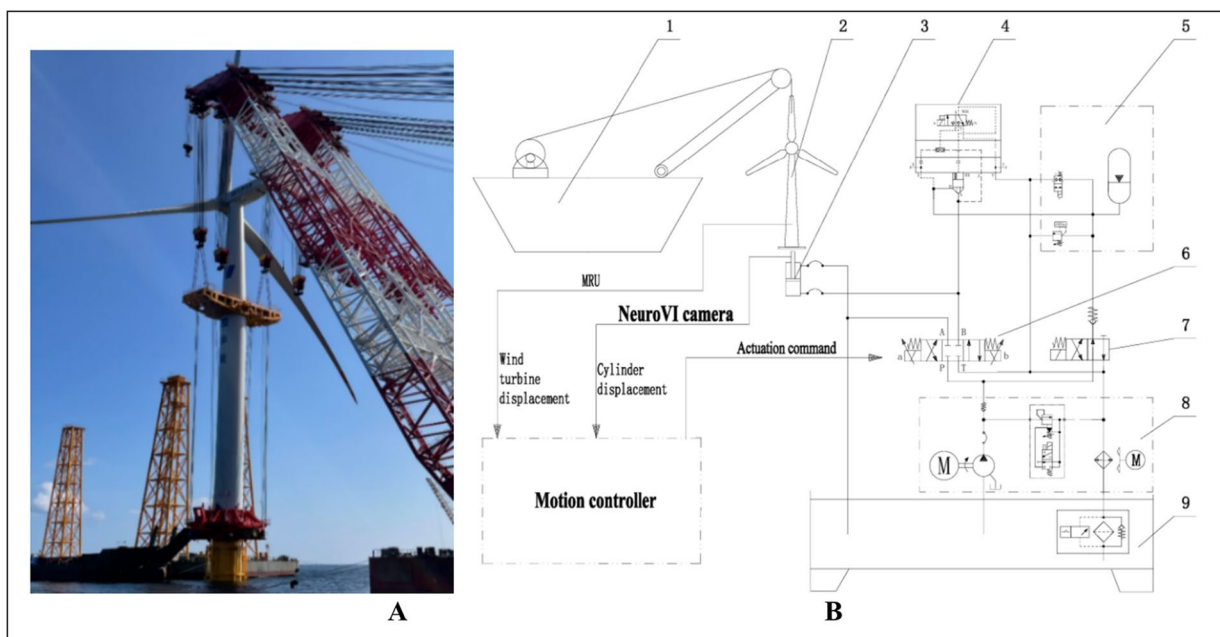 1
2
3
4
5
MRU
NeuroVI camera
6
A B
a
b
P T
Actuation command
7
Wind
turbine
displacement
Cylinder
displacement
8
M
M
Motion controller
9
A
B